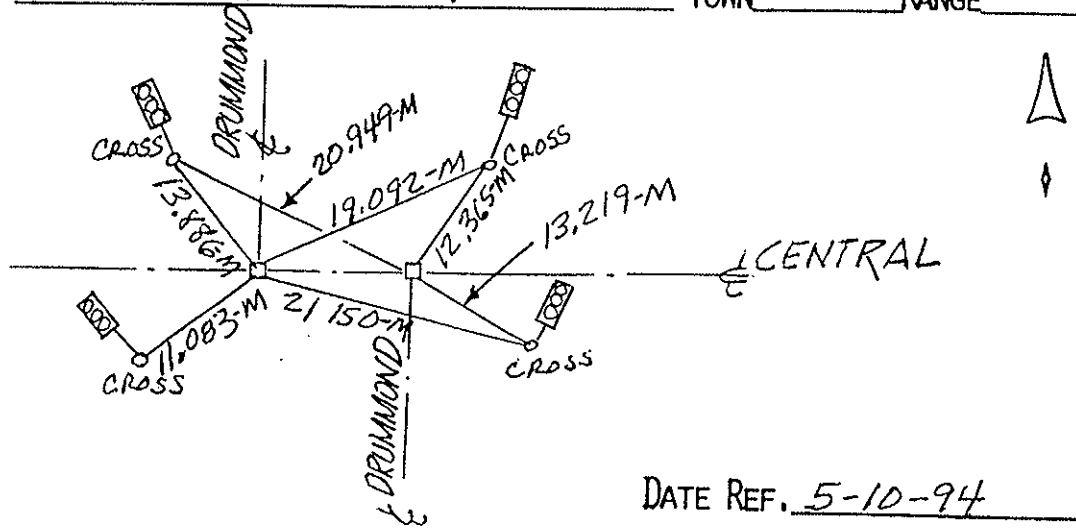 TOWN RANGE
DRUMMOND
20.949-M
CROSS
CROSS
19.092-M
13.886M
12.365M
13.219-M
CENTRAL
11.083-M
21 150-M
CROSS
CROSS
DRUMMOND
DATE REF. 5-10-94